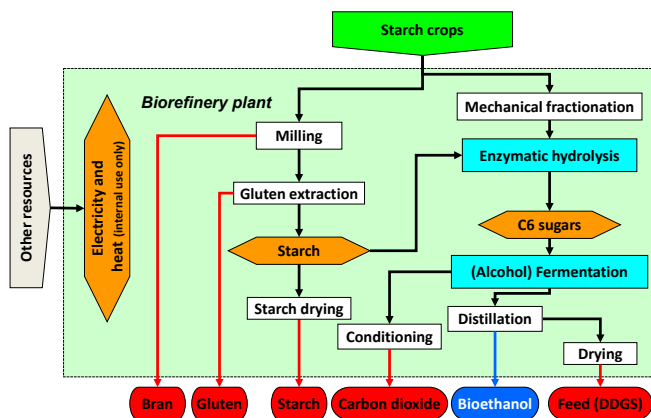 Starch crops
Biorefinery plant
Mechanical fractionation
Milling
Enzymatic hydrolysis
Other resources
Electricity and
heat (internal use only)
Gluten extraction
C6 sugars
Starch
(Alcohol) Fermentation
Starch drying
Distillation
Conditioning
Drying
Bran
Gluten
Starch
Carbon dioxide
Bioethanol
Feed (DDGS)